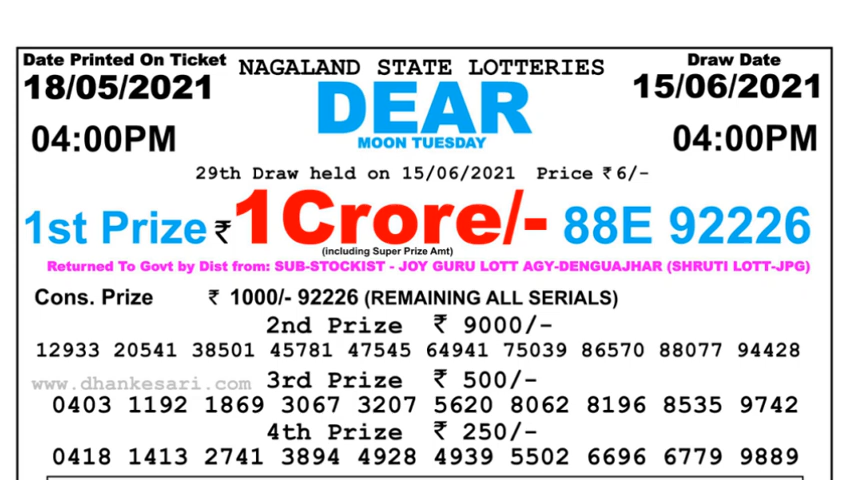 Date Printed On Ticket NAGALAND STATE LOTTERIES Draw Date
18/05/2021 DEAR 15/06/2021
04:00PM MOON TUESDAY 04:00PM
29th Draw held on 15/06/2021 Price ₹6/-
1st Prize ₹1Crore/- 88E 92226
(including Super Prize Amt)
Returned To Govt by Dist from: SUB-STOCKIST - JOY GURU LOTT AGY-DENGUAJHAR (SHRUTI LOTT-JPG)
Cons. Prize ₹ 1000/- 92226 (REMAINING ALL SERIALS)
2nd Prize ₹ 9000/-
12933 20541 38501 45781 47545 64941 75039 86570 88077 94428
www.dhankesari.com 3rd Prize ₹ 500/-
0403 1192 1869 3067 3207 5620 8062 8196 8535 9742
4th Prize ₹ 250/-
0418 1413 2741 3894 4928 4939 5502 6696 6779 9889